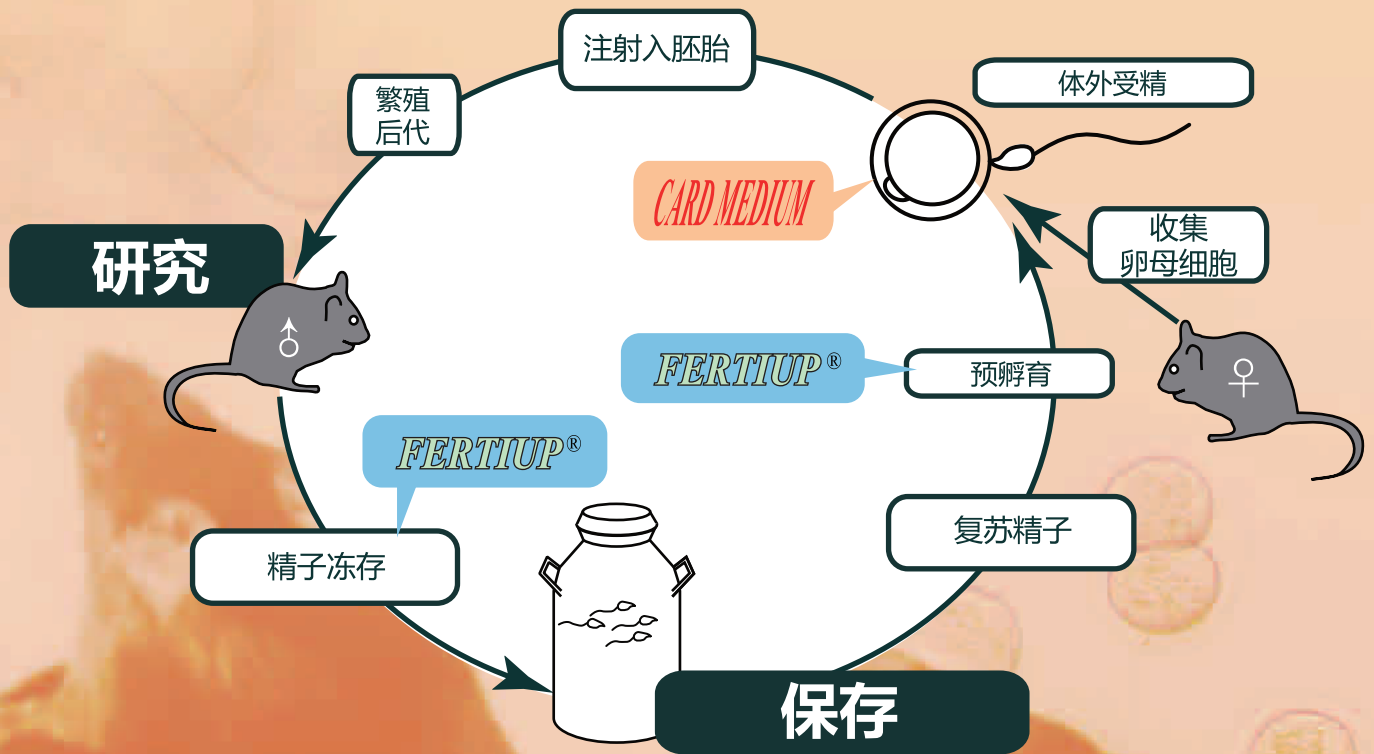 注射入胚胎
体外受精
繁殖
后代
CARD MEDIUM
收集
卵母细胞
研究
FERTIUP®
预孵育
FERTIUP®
复苏精子
精子冻存
保存